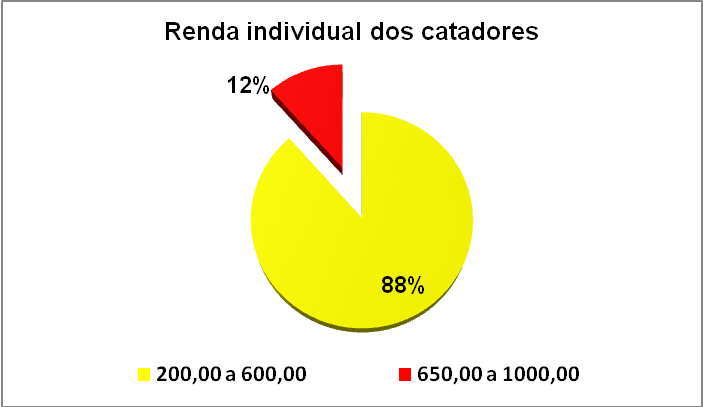 Renda individual dos catadores
12%
88%
200,00 a 600,00
650,00 a 1000,00